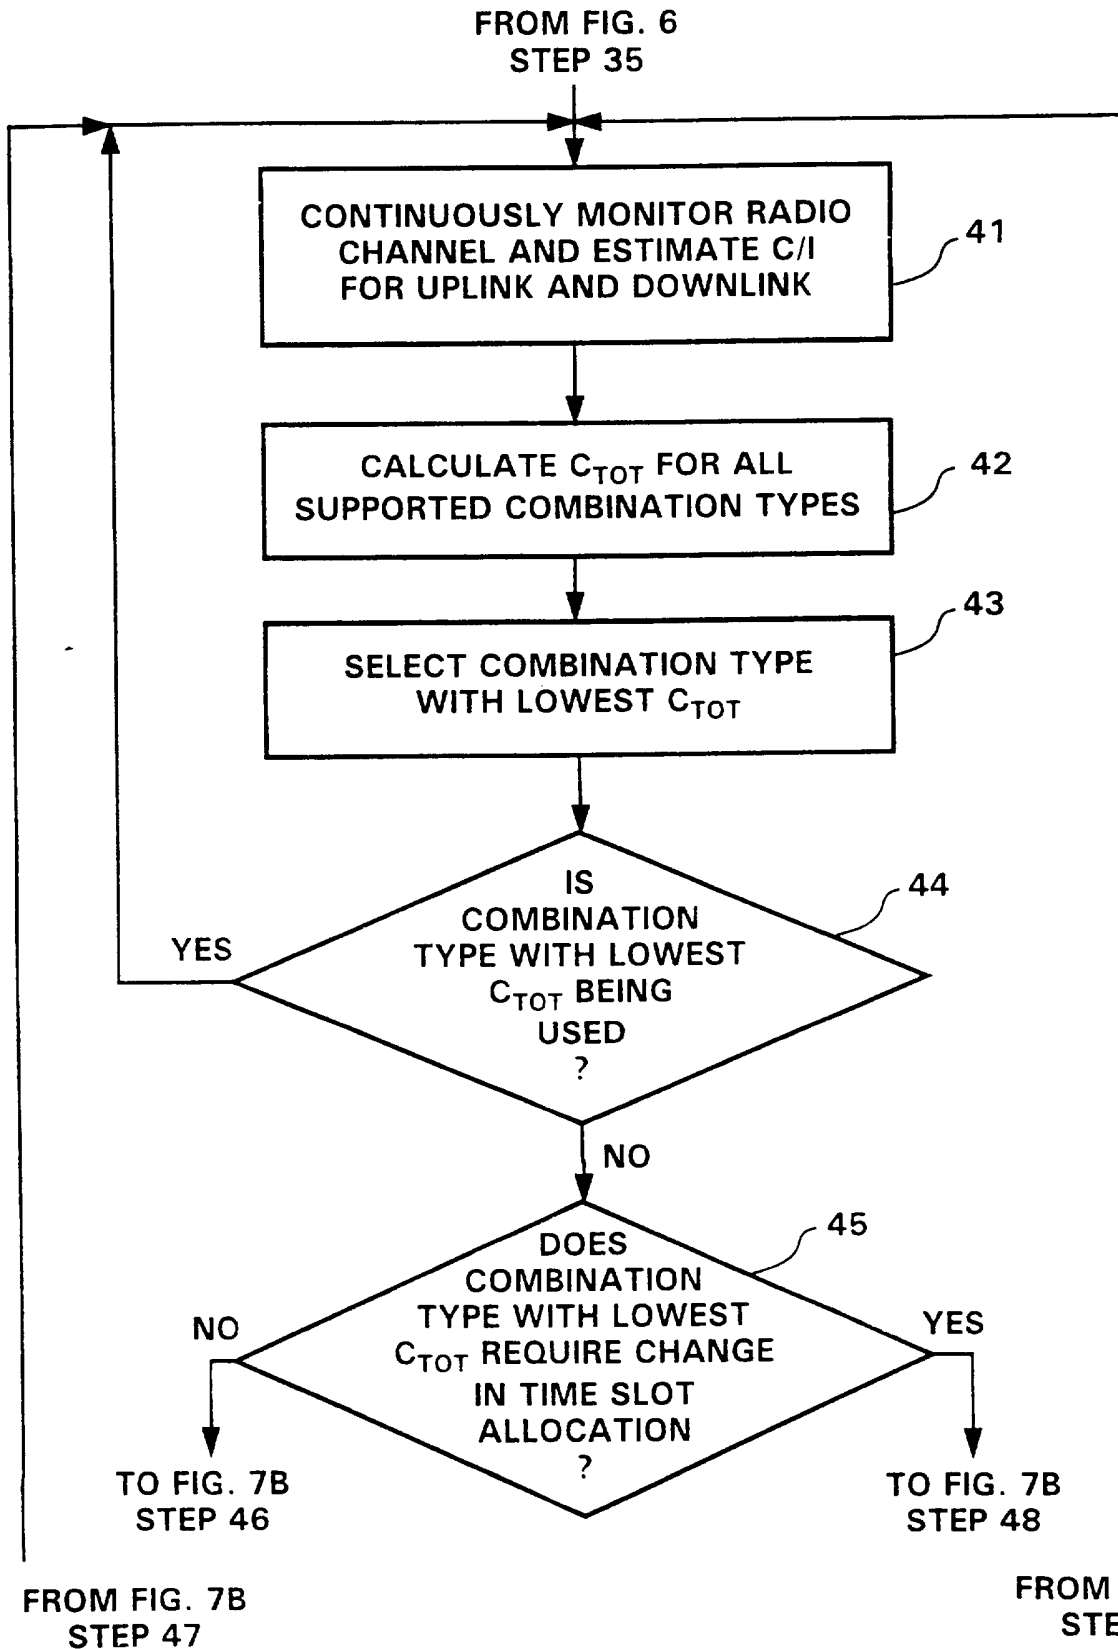 FROM FIG. 6
STEP 35
CONTINUOUSLY MONITOR RADIO
CHANNEL AND ESTIMATE C/I
FOR UPLINK AND DOWNLINK
41
CALCULATE CTOT FOR ALL
SUPPORTED COMBINATION TYPES
42
SELECT COMBINATION TYPE
WITH LOWEST CTOT
43
IS
COMBINATION
TYPE WITH LOWEST
CTOT BEING
USED
?
44
YES
NO
DOES
COMBINATION
TYPE WITH LOWEST
CTOT REQUIRE CHANGE
IN TIME SLOT
ALLOCATION
?
45
NO
YES
TO FIG. 7B
STEP 46
TO FIG. 7B
STEP 48
FROM FIG. 7B
STEP 47
FROM